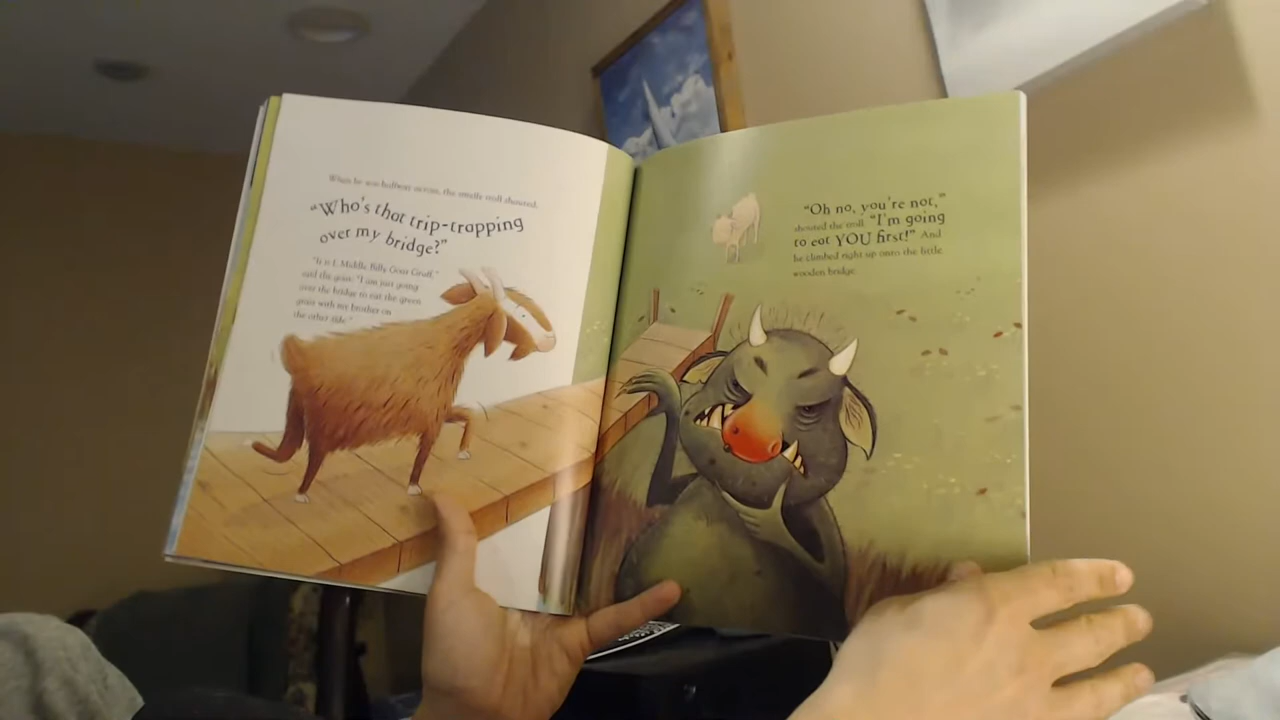 When he was halfway across, the smelly troll shouted,
“Who's that trip-trapping
over my bridge?”
“It is I, Middle Billy Goat Gruff,”
said the goat. “I am just going
over the bridge to eat the green
grass with my brother on
the other side.”
“Oh no, you're not,”
shouted the troll. “I'm going
to eat YOU first!” And
he climbed right up onto the little
wooden bridge.